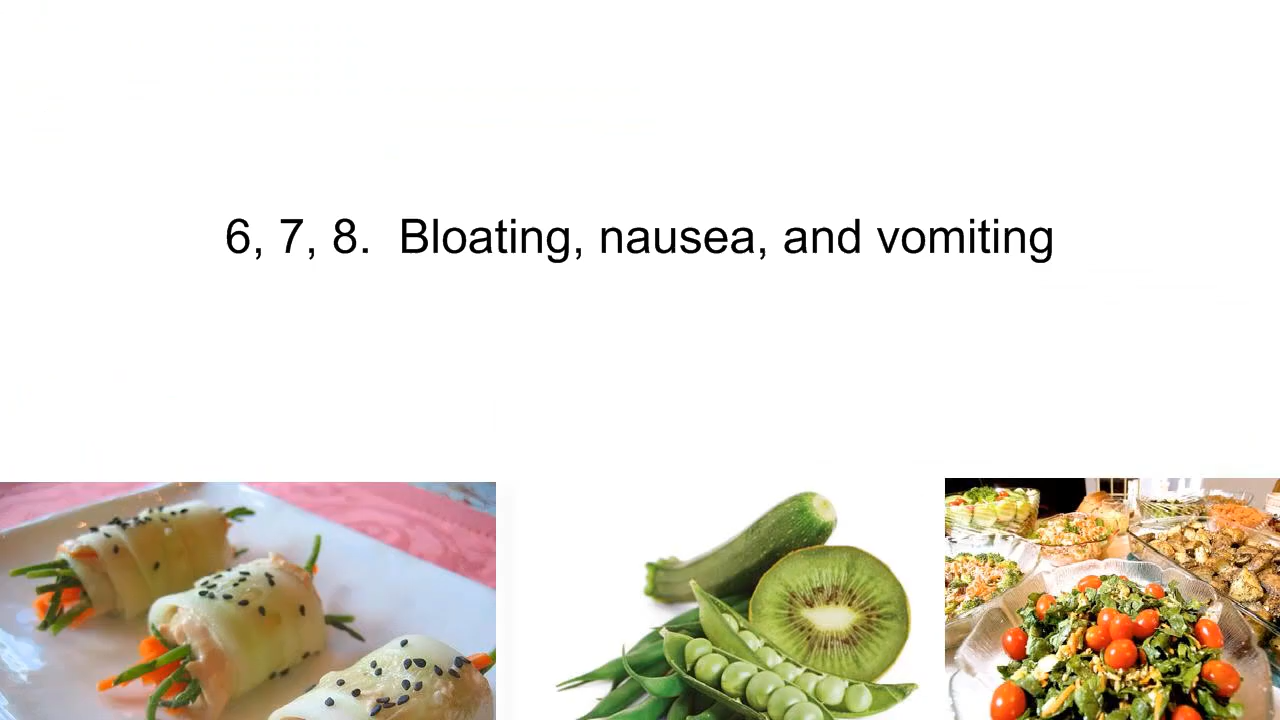 6, 7, 8.  Bloating, nausea, and vomiting